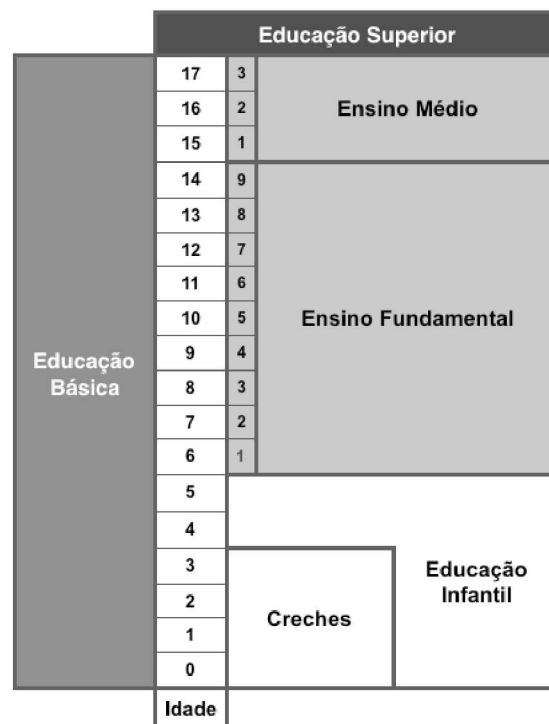 Educação Superior
17 3
16 2 Ensino Médio
15 1
14 9
13 8
12 7
11 6
10 5 Ensino Fundamental
9 4
Educação
Básica
8 3
7 2
6 1
5
4
3
Educação
Infantil
2
Creches
1
0
Idade